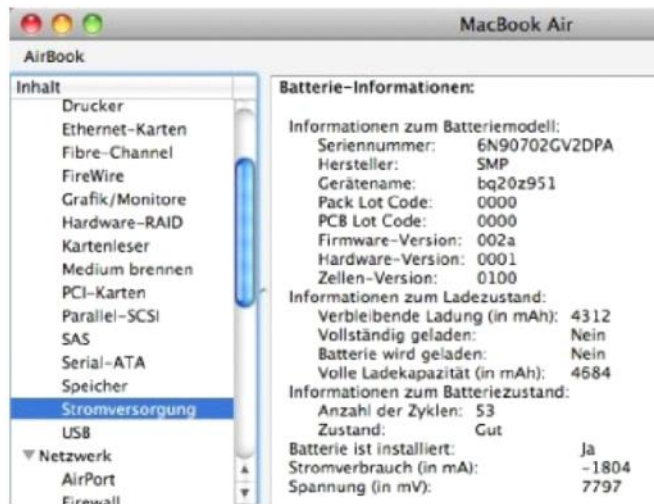 MacBook Air
AirBook
Inhalt
Drucker
Ethernet-Karten
Fibre-Channel
FireWire
Grafik/Monitore
Hardware-RAID
Kartenleser
Medium brennen
PCI-Karten
Parallel-SCSI
SAS
Serial-ATA
Speicher
Stromversorgung
USB
Netzwerk
AirPort
Firewall
Batterie-Informationen:
Informationen zum Batteriemodell:
Seriennummer: 6N90702GV2DPA
Hersteller: SMP
Gerätename: bq20z951
Pack Lot Code: 0000
PCB Lot Code: 0000
Firmware-Version: 002a
Hardware-Version: 0001
Zellen-Version: 0100
Informationen zum Ladezustand:
Verbleibende Ladung (in mAh): 4312
Vollständig geladen: Nein
Batterie wird geladen: Nein
Volle Ladekapazität (in mAh): 4684
Informationen zum Batteriezustand:
Anzahl der Zyklen: 53
Zustand: Gut
Batterie ist installiert: Ja
Stromverbrauch (in mA): -1804
Spannung (in mV): 7797